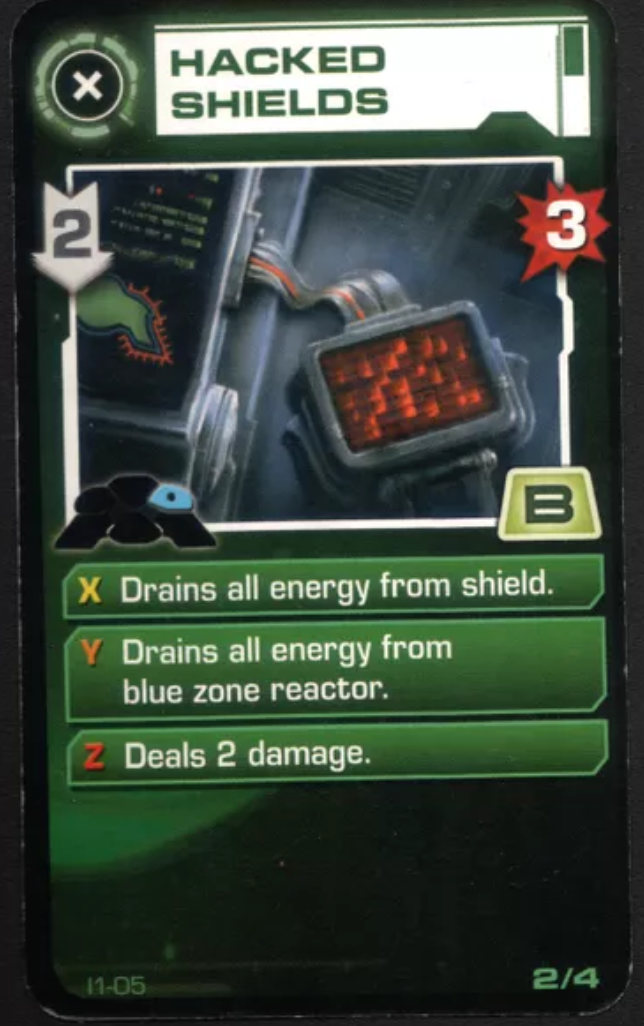 HACKED
SHIELDS
2
3
B
X Drains all energy from shield.
Y Drains all energy from
blue zone reactor.
Z Deals 2 damage.
I1-05
2/4